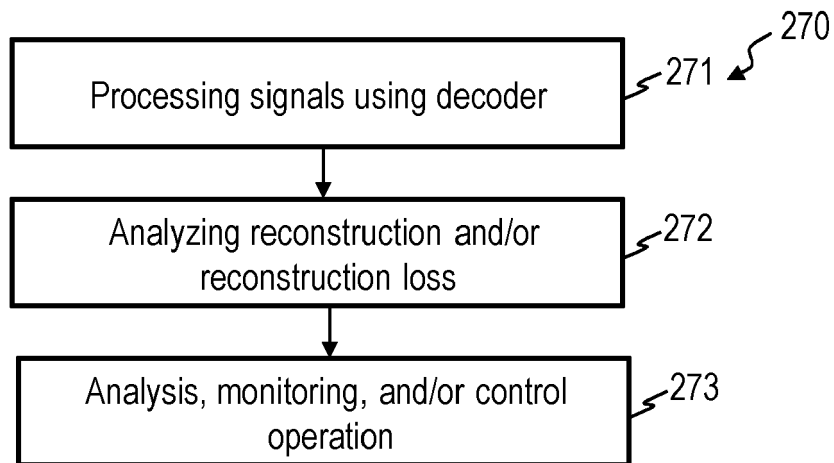 270
Processing signals using decoder
271
Analyzing reconstruction and/or
reconstruction loss
272
Analysis, monitoring, and/or control
operation
273